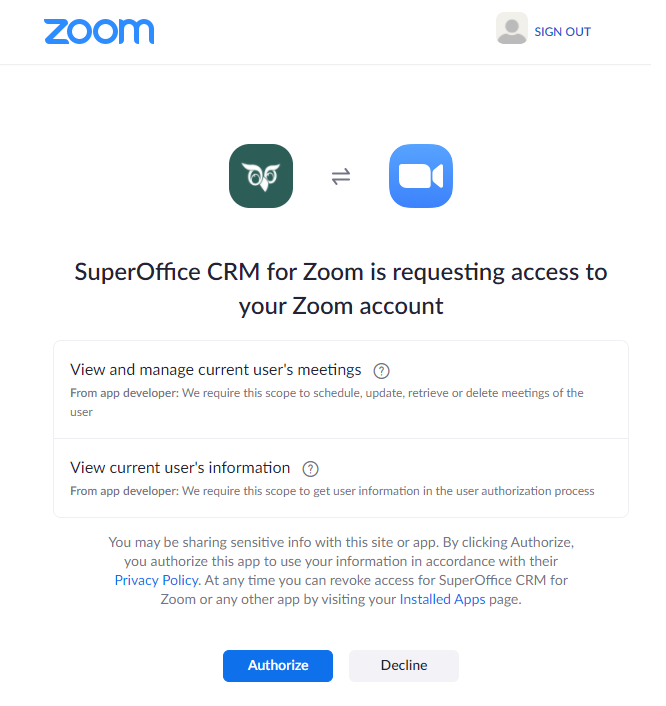 zoom
SIGN OUT
SuperOffice CRM for Zoom is requesting access to
your Zoom account
View and manage current user's meetings ?
From app developer: We require this scope to schedule, update, retrieve or delete meetings of the
user
View current user's information ?
From app developer: We require this scope to get user information in the user authorization process
You may be sharing sensitive info with this site or app. By clicking Authorize,
you authorize this app to use your information in accordance with their
Privacy Policy. At any time you can revoke access for SuperOffice CRM for
Zoom or any other app by visiting your Installed Apps page.
Authorize
Decline